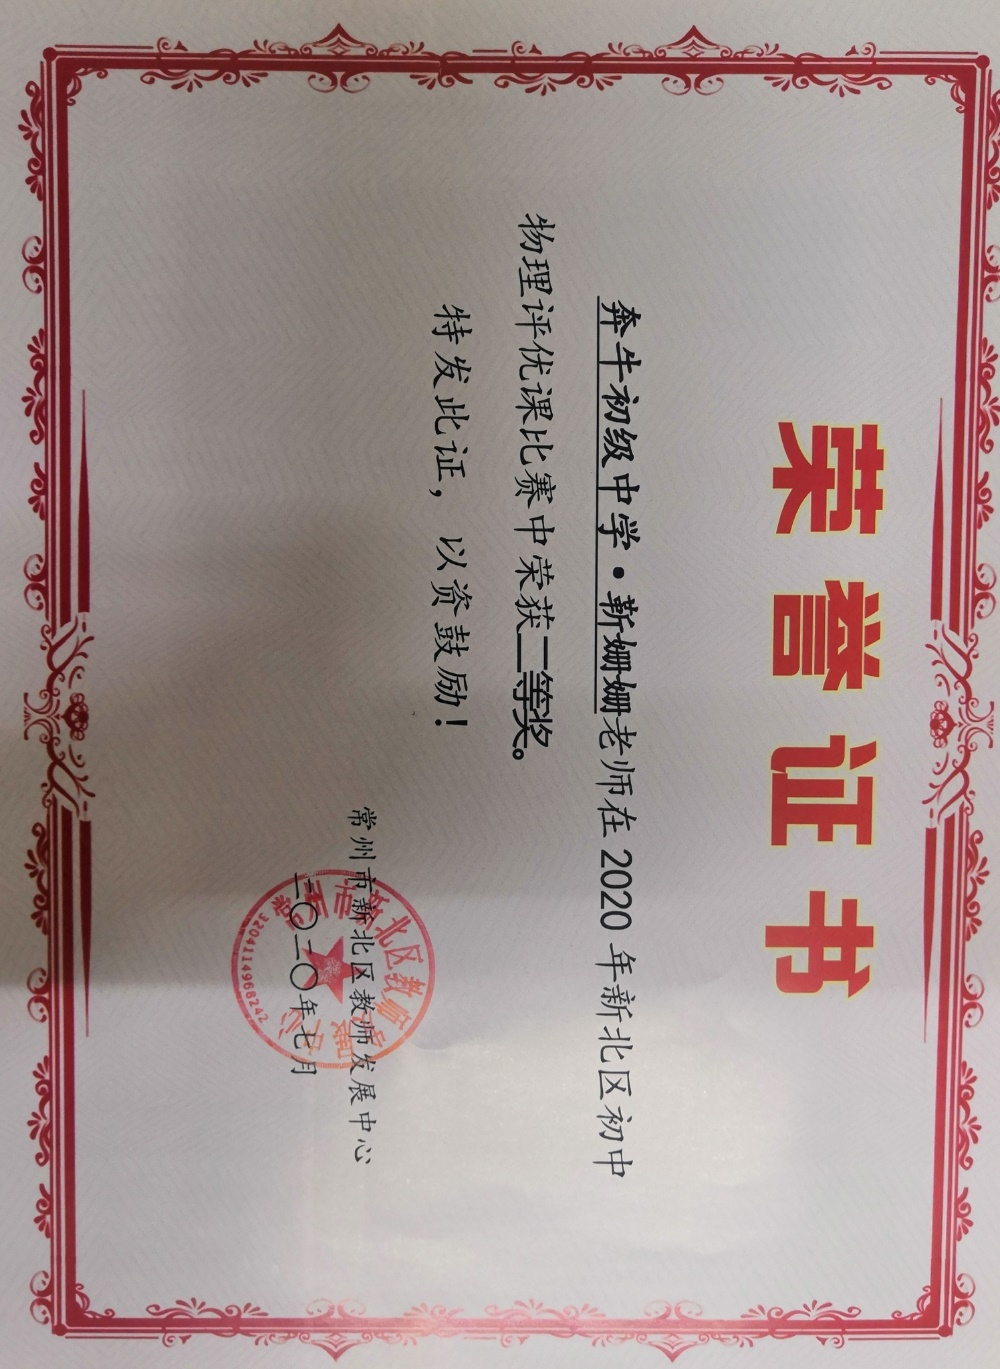 荣誉证书
奔牛初级中学·靳姗姗老师在2020年新北区初中
物理评优课比赛中荣获二等奖。
特发此证，以资鼓励！
常州市新北区教师发展中心
二〇二〇年七月
3204114968242